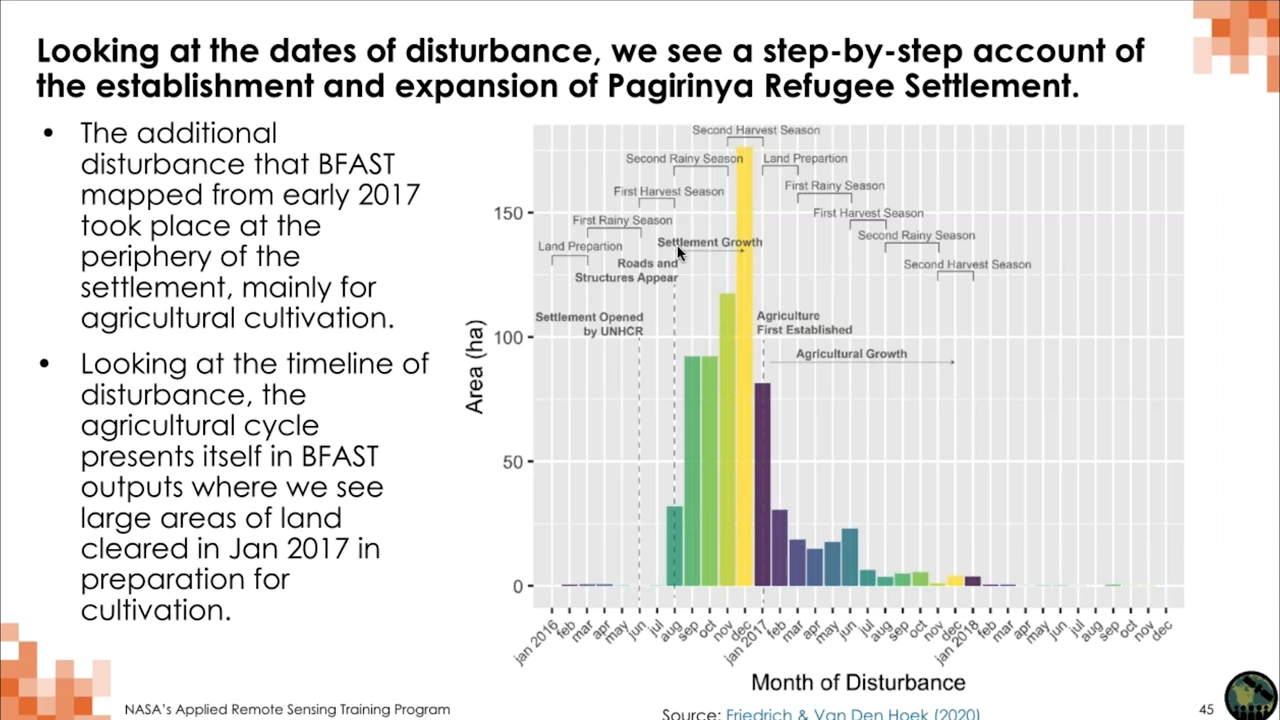 Looking at the dates of disturbance, we see a step-by-step account of
the establishment and expansion of Pagirinya Refugee Settlement.
• The additional
disturbance that BFAST
mapped from early 2017
took place at the
periphery of the
settlement, mainly for
agricultural cultivation.
• Looking at the timeline of
disturbance, the
agricultural cycle
presents itself in BFAST
outputs where we see
large areas of land
cleared in Jan 2017 in
preparation for
cultivation.
Second Harvest Season
Second Rainy Season
Land Prepartion
First Rainy Season
First Harvest Season
First Harvest Season
First Rainy Season
Second Rainy Season
Land Prepartion
Settlement Growth
Roads and
Structures Appear
Second Harvest Season
Settlement Opened
by UNHCR
Agriculture
First Established
Agricultural Growth
Area (ha)
150
100
50
0
jan 2016 feb mar apr may jun jul aug sep oct nov dec jan 2017 feb mar apr may jun jul aug sep oct nov dec jan 2018 feb mar apr may jun jul aug sep oct nov dec
Month of Disturbance
Source: Friedrich & Van Den Hoek (2020)
NASA's Applied Remote Sensing Training Program
45